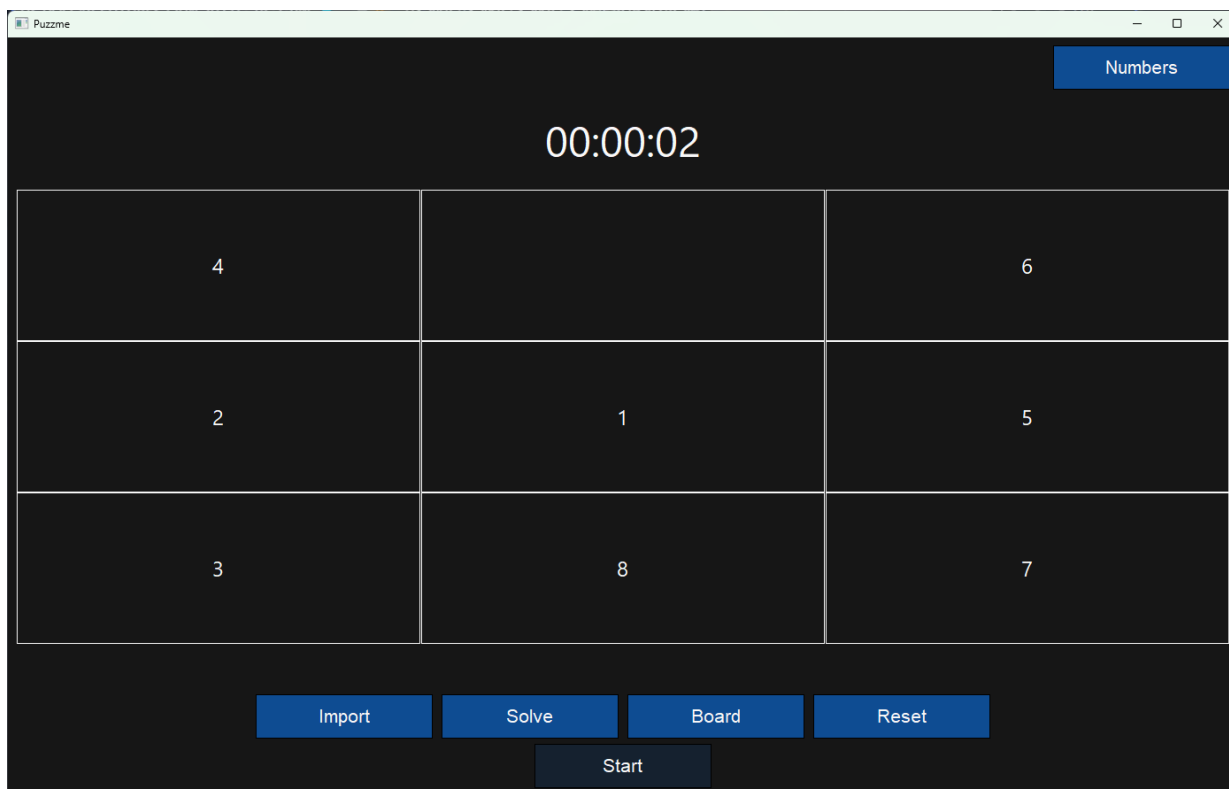 Puzzme
Numbers
00:00:02
4 6
2 1 5
3 8 7
Import Solve Board Reset
Start